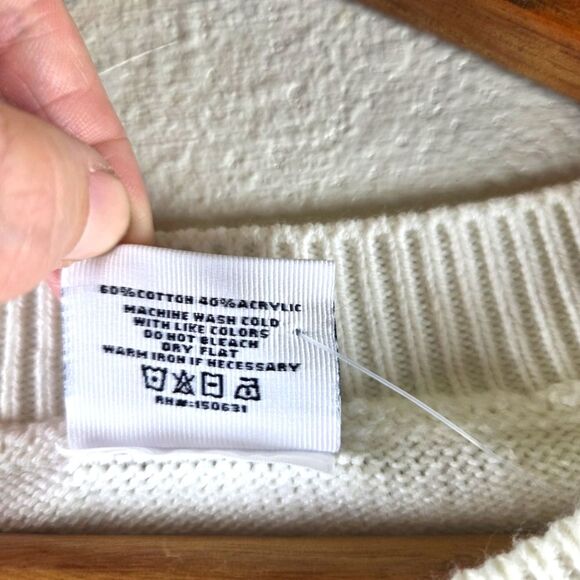 60%COTTON 40%ACRYLIC
MACHINE WASH COLD
WITH LIKE COLORS
DO NOT BLEACH
DRY FLAT
WARM IRON IF NECESSARY
RN#:150631